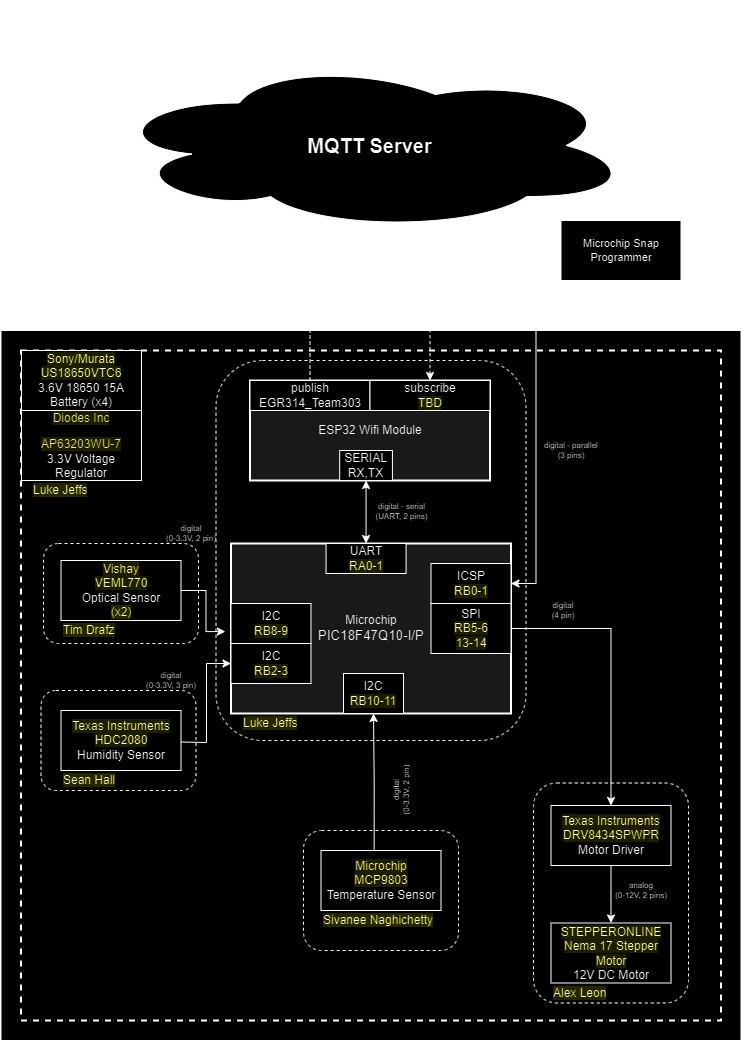 MQTT Server
Microchip Snap
Programmer
Sony/Murata
US18650VTC6
3.6V 18650 15A
Battery (x4)
Diodes Inc
AP63203WU-7
3.3V Voltage
Regulator
Luke Jeffs
publish
EGR314_Team303
subscribe
TBD
ESP32 Wifi Module
SERIAL
RX,TX
digital - parallel
(3 pins)
digital - serial
(UART, 2 pins)
digital
(0-3.3V, 2 pin)
Vishay
VEML770
Optical Sensor
(x2)
Tim Drafz
UART
RA0-1
ICSP
RB0-1
SPI
RB5-6
13-14
I2C
RB8-9
I2C
RB2-3
Microchip
PIC18F47Q10-I/P
I2C
RB10-11
Luke Jeffs
digital
(4 pin)
digital
(0-3.3V, 3 pin)
Texas Instruments
HDC2080
Humidity Sensor
Sean Hall
digital
(0-3.3V, 2 pin)
Microchip
MCP9803
Temperature Sensor
Sivanee Naghichetty
Texas Instruments
DRV8434SPWPR
Motor Driver
analog
(0-12V, 2 pins)
STEPPERONLINE
Nema 17 Stepper
Motor
12V DC Motor
Alex Leon